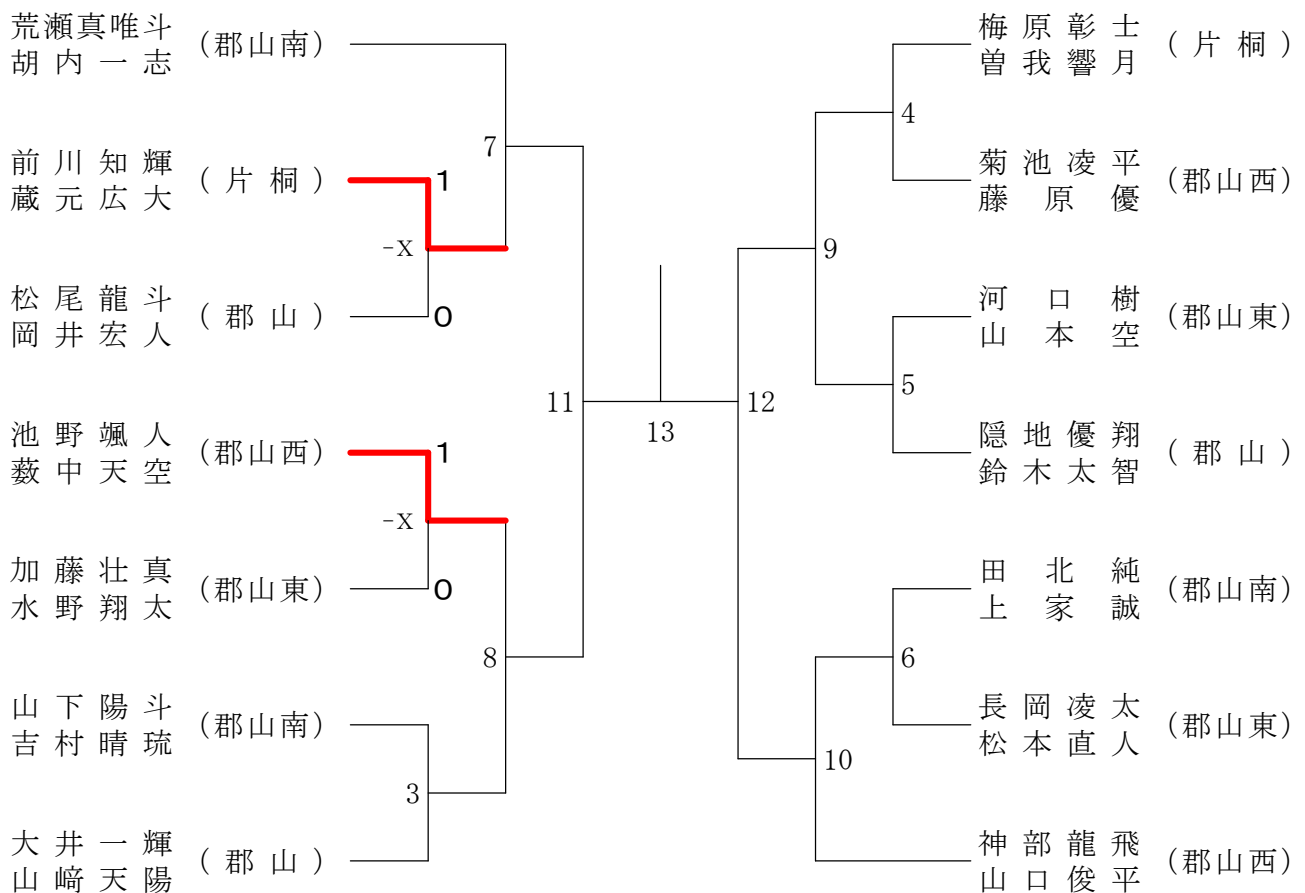 荒瀬真唯斗
胡内一志
(郡山南)
7
前川知輝
蔵元広大
(片桐)
1
-X
松尾龍斗
岡井宏人
(郡山)
0
11
池野颯人
薮中天空
(郡山西)
1
-X
加藤壮真
水野翔太
(郡山東)
0
8
山下陽斗
吉村晴琉
(郡山南)
3
大井一輝
山﨑天陽
(郡山)
13
梅原彰士
曽我響月
(片桐)
4
菊池凌平
藤原優
(郡山西)
9
河口樹
山本空
(郡山東)
5
12
隠地優翔
鈴木太智
(郡山)
田北純
上家誠
(郡山南)
6
長岡凌太
松本直人
(郡山東)
10
神部龍飛
山口俊平
(郡山西)